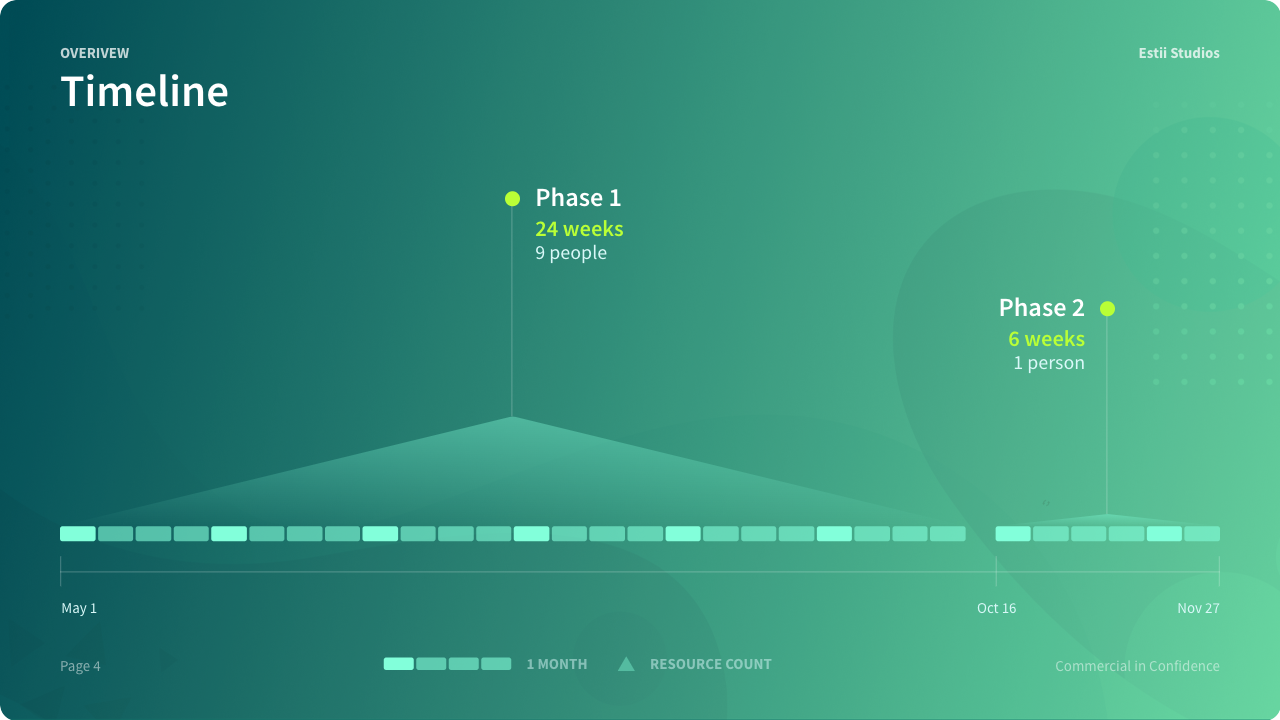 OVERIVEW
Estii Studios
Timeline
Phase 1
24 weeks
9 people
Phase 2
6 weeks
1 person
May 1
Oct 16
Nov 27
Page 4
1 MONTH
RESOURCE COUNT
Commercial in Confidence